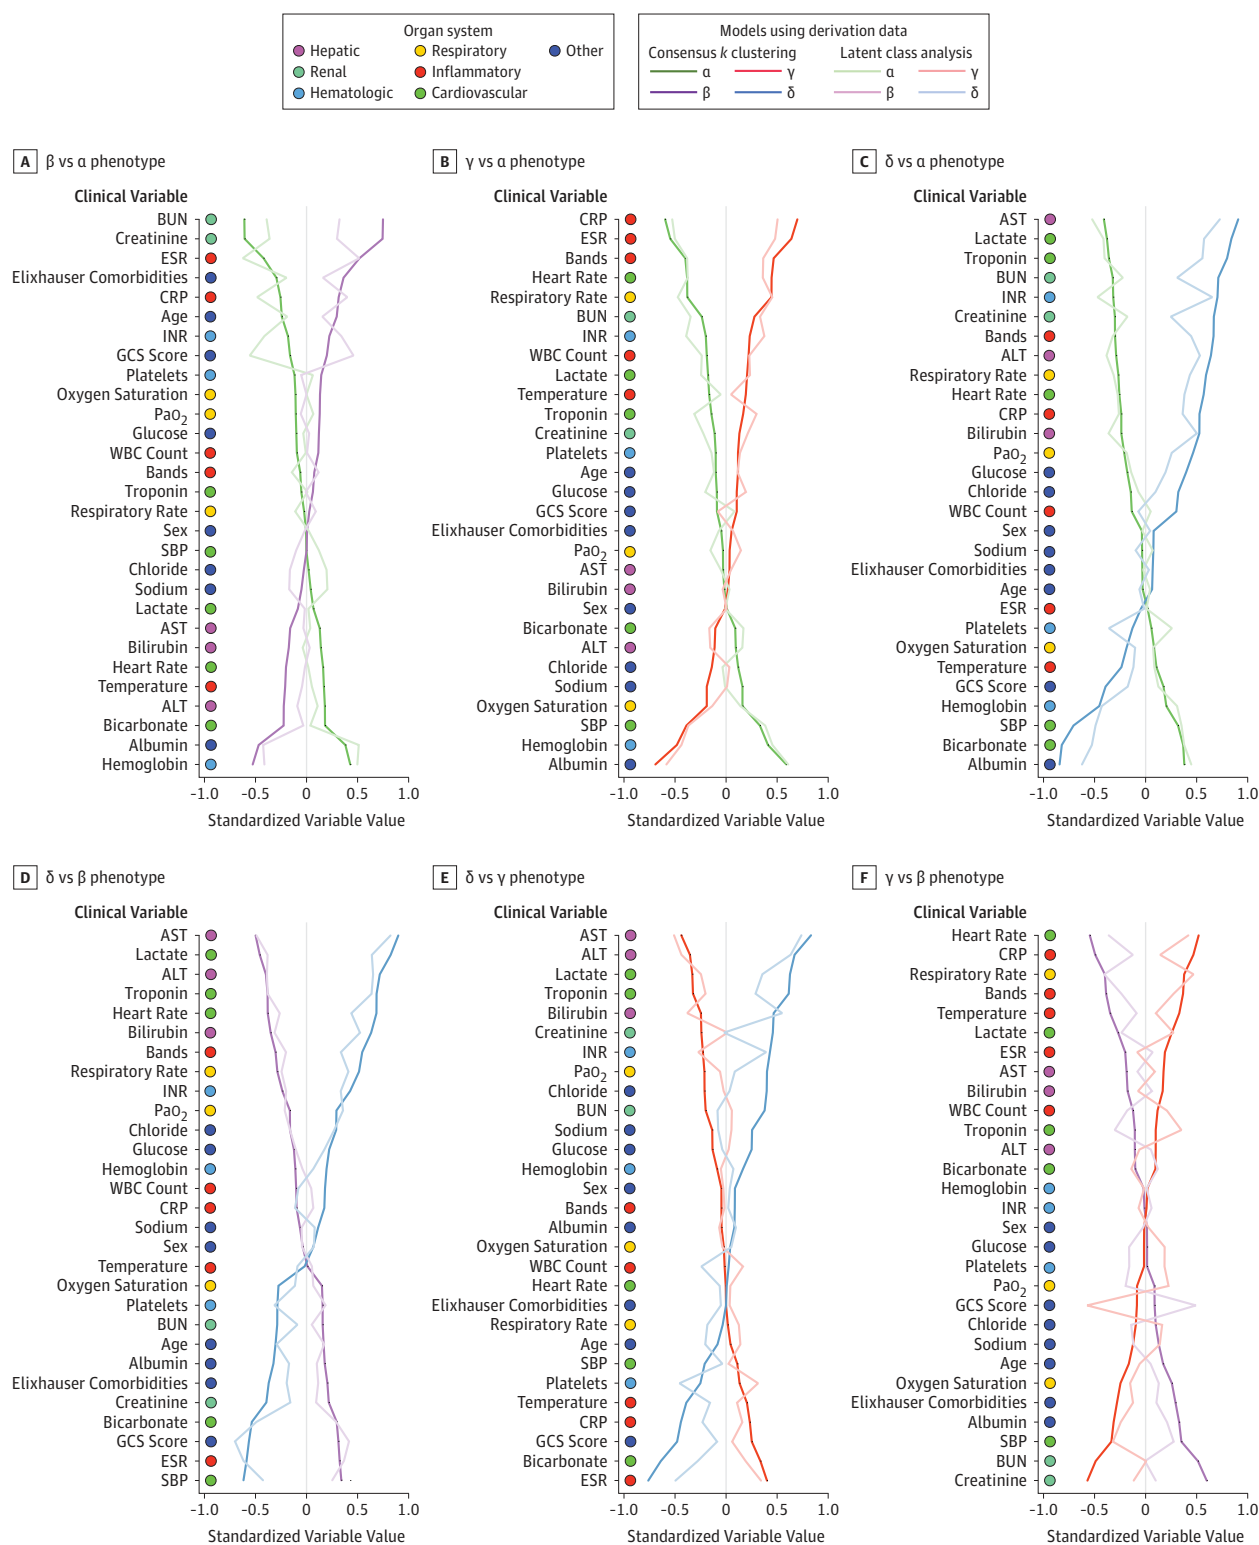 Organ system
Hepatic
Respiratory
Other
Renal
Inflammatory
Hematologic
Cardiovascular
Models using derivation data
Consensus k clustering
Latent class analysis
α
γ
α
γ
β
δ
β
δ
A β vs α phenotype
Clinical Variable
BUN
Creatinine
ESR
Elixhauser Comorbidities
CRP
Age
INR
GCS Score
Platelets
Oxygen Saturation
PaO2
Glucose
WBC Count
Bands
Troponin
Respiratory Rate
Sex
SBP
Chloride
Sodium
Lactate
AST
Bilirubin
Heart Rate
Temperature
ALT
Bicarbonate
Albumin
Hemoglobin
-1.0 -0.5 0 0.5 1.0
Standardized Variable Value
B γ vs α phenotype
Clinical Variable
CRP
ESR
Bands
Heart Rate
Respiratory Rate
BUN
INR
WBC Count
Lactate
Temperature
Troponin
Creatinine
Platelets
Age
Glucose
GCS Score
Elixhauser Comorbidities
PaO2
AST
Bilirubin
Sex
Bicarbonate
ALT
Chloride
Sodium
Oxygen Saturation
SBP
Hemoglobin
Albumin
-1.0 -0.5 0 0.5 1.0
Standardized Variable Value
C δ vs α phenotype
Clinical Variable
AST
Lactate
Troponin
BUN
INR
Creatinine
Bands
ALT
Respiratory Rate
Heart Rate
CRP
Bilirubin
PaO2
Glucose
Chloride
WBC Count
Sex
Sodium
Elixhauser Comorbidities
Age
ESR
Platelets
Oxygen Saturation
Temperature
GCS Score
Hemoglobin
SBP
Bicarbonate
Albumin
-1.0 -0.5 0 0.5 1.0
Standardized Variable Value
D δ vs β phenotype
Clinical Variable
AST
Lactate
ALT
Troponin
Heart Rate
Bilirubin
Bands
Respiratory Rate
INR
PaO2
Chloride
Glucose
Hemoglobin
WBC Count
CRP
Sodium
Sex
Temperature
Oxygen Saturation
Platelets
BUN
Age
Albumin
Elixhauser Comorbidities
Creatinine
Bicarbonate
GCS Score
ESR
SBP
-1.0 -0.5 0 0.5 1.0
Standardized Variable Value
E δ vs γ phenotype
Clinical Variable
AST
ALT
Lactate
Troponin
Bilirubin
Creatinine
INR
PaO2
Chloride
BUN
Sodium
Glucose
Hemoglobin
Sex
Bands
Albumin
Oxygen Saturation
WBC Count
Heart Rate
Elixhauser Comorbidities
Respiratory Rate
Age
SBP
Platelets
Temperature
CRP
GCS Score
Bicarbonate
ESR
-1.0 -0.5 0 0.5 1.0
Standardized Variable Value
F γ vs β phenotype
Clinical Variable
Heart Rate
CRP
Respiratory Rate
Bands
Temperature
Lactate
ESR
AST
Bilirubin
WBC Count
Troponin
ALT
Bicarbonate
Hemoglobin
INR
Sex
Glucose
Platelets
PaO2
GCS Score
Chloride
Sodium
Age
Oxygen Saturation
Elixhauser Comorbidities
Albumin
SBP
BUN
Creatinine
-1.0 -0.5 0 0.5 1.0
Standardized Variable Value